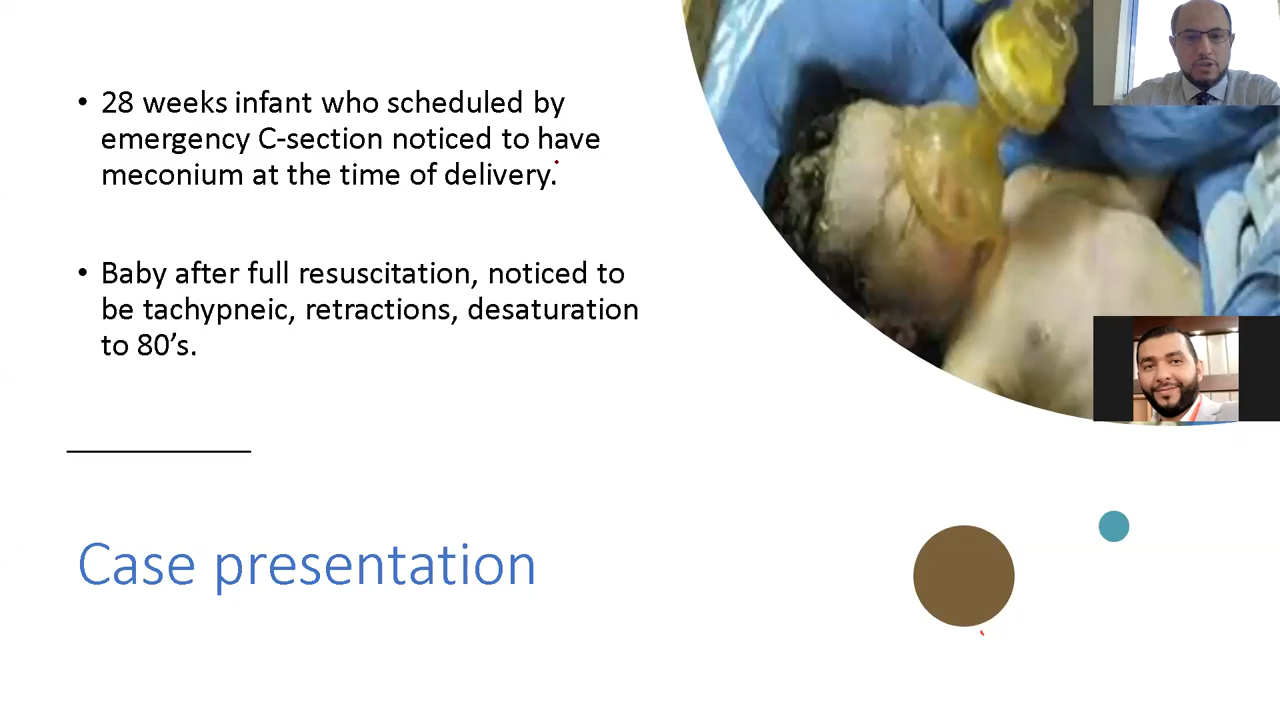 • 28 weeks infant who scheduled by
emergency C-section noticed to have
meconium at the time of delivery.
• Baby after full resuscitation, noticed to
be tachypneic, retractions, desaturation
to 80’s.
Case presentation